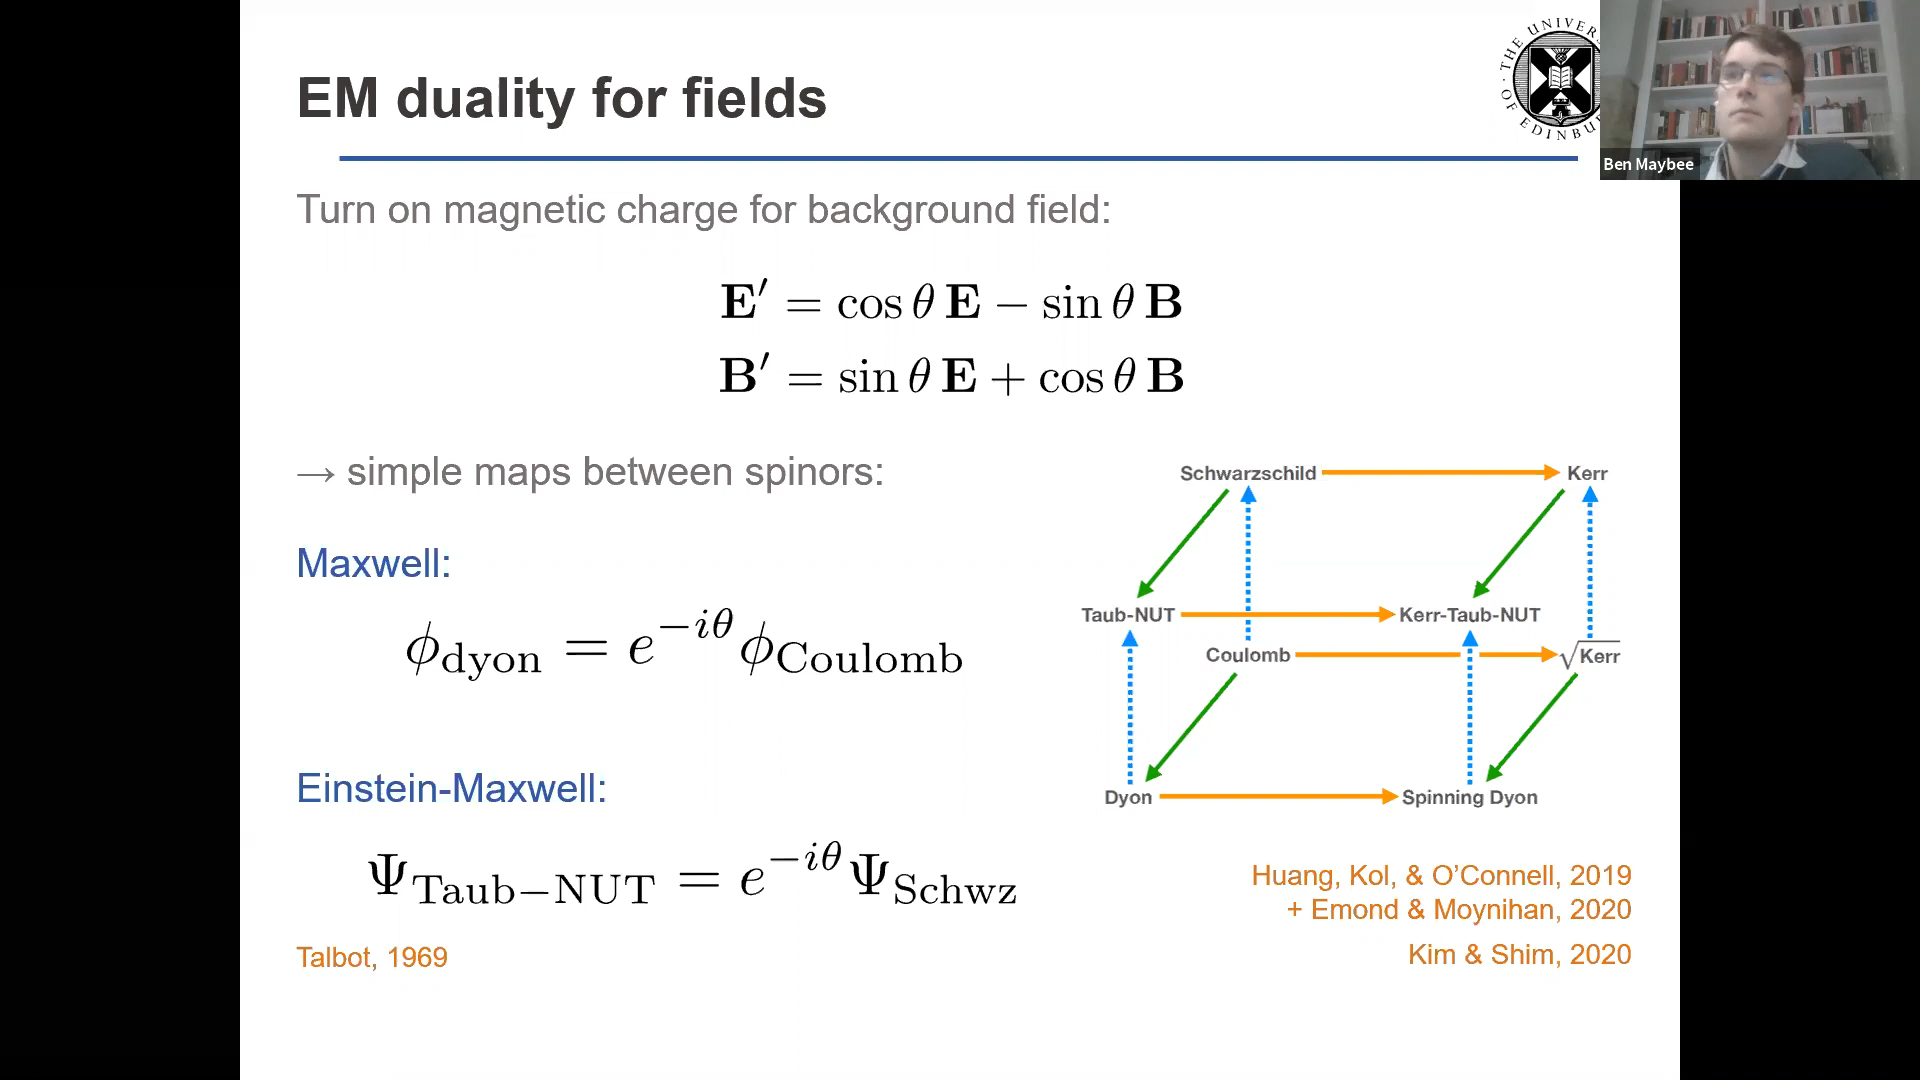 EM duality for fields
THE UNIVERS
OF EDINBU
Ben Maybee
Turn on magnetic charge for background field:
E′ = cos θ E − sin θ B
B′ = sin θ E + cos θ B
→ simple maps between spinors:
Maxwell:
ϕ_dyon = e^{−iθ} ϕ_Coulomb
Einstein-Maxwell:
Ψ_Taub−NUT = e^{−iθ} Ψ_Schwz
Talbot, 1969
Schwarzschild Kerr
Taub-NUT Kerr-Taub-NUT
Coulomb √Kerr
Dyon Spinning Dyon
Huang, Kol, & O’Connell, 2019
+ Emond & Moynihan, 2020
Kim & Shim, 2020